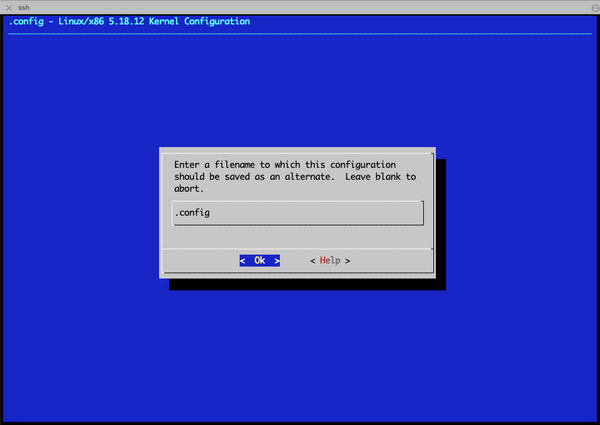 ssh
.config - Linux/x86 5.18.12 Kernel Configuration
Enter a filename to which this configuration
should be saved as an alternate.  Leave blank to
abort.
.config
<  Ok  >      < Help >